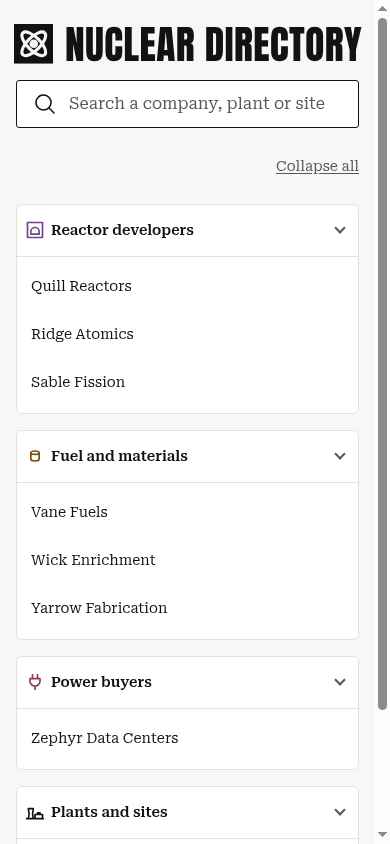 NUCLEAR DIRECTORY
Search a company, plant or site
Collapse all
Reactor developers
Quill Reactors
Ridge Atomics
Sable Fission
Fuel and materials
Vane Fuels
Wick Enrichment
Yarrow Fabrication
Power buyers
Zephyr Data Centers
Plants and sites